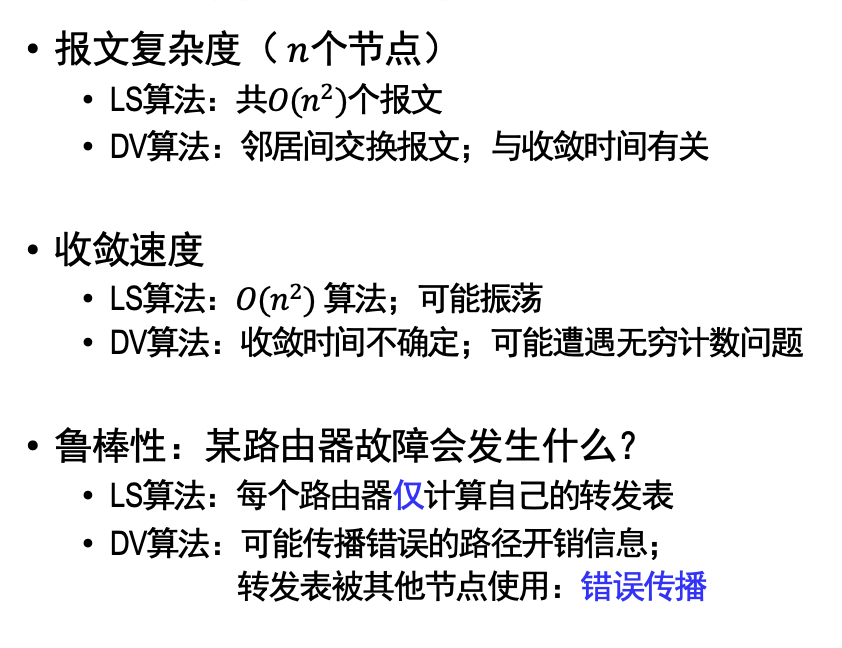 • 报文复杂度（ 𝑛个节点）
• LS算法：共𝑂(𝑛²)个报文
• DV算法：邻居间交换报文；与收敛时间有关
• 收敛速度
• LS算法：𝑂(𝑛²) 算法；可能振荡
• DV算法：收敛时间不确定；可能遭遇无穷计数问题
• 鲁棒性：某路由器故障会发生什么？
• LS算法：每个路由器仅计算自己的转发表
• DV算法：可能传播错误的路径开销信息；
转发表被其他节点使用：错误传播